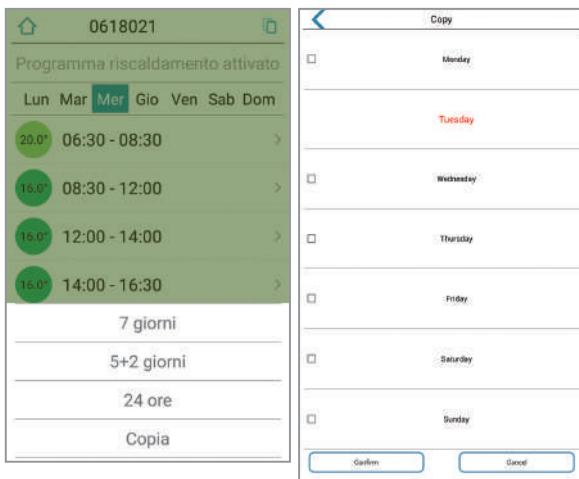 0618021
Programma riscaldamento attivato
Lun Mar Mer Gio Ven Sab Dom
20.0° 06:30 - 08:30
16.0° 08:30 - 12:00
16.0° 12:00 - 14:00
16.0° 14:00 - 16:30
7 giorni
5+2 giorni
24 ore
Copia
Copy
Monday
Tuesday
Wednesday
Thursday
Friday
Saturday
Sunday
Confirm Cancel